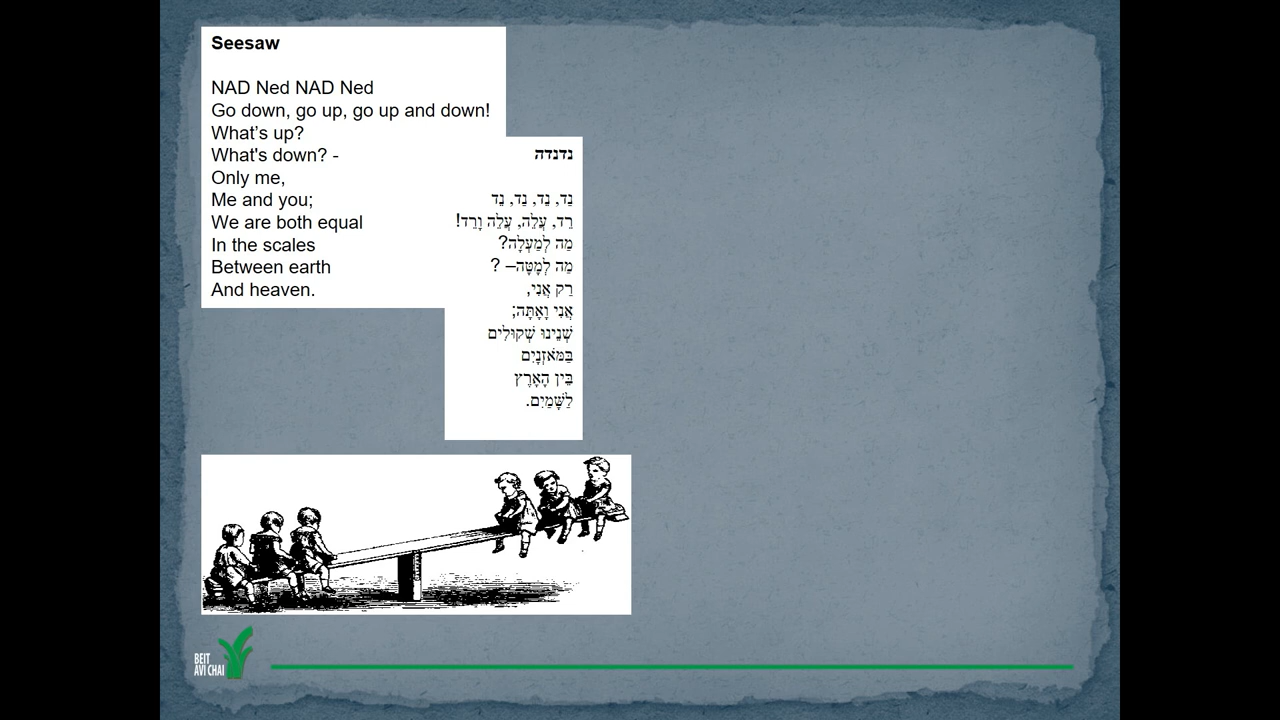 Seesaw
NAD Ned NAD Ned
Go down, go up, go up and down!
What’s up?
What's down? -
Only me,
Me and you;
We are both equal
In the scales
Between earth
And heaven.
נדנדה
נַד, נֵד, נַד, נֵד
רֵד, עֲלֵה, עֲלֵה וָרֵד!
מַה לְמַעְלָה?
מַה לְמָטָּה– ?
רַק אֲנִי,
אֲנִי וָאָתָּה;
שְׁנֵינוּ שְׁקוּלִים
בַּמֹּאזְנָיִם
בֵּין הָאָרֶץ
לַשָּׁמַיִם.
BEIT
AVI CHAI